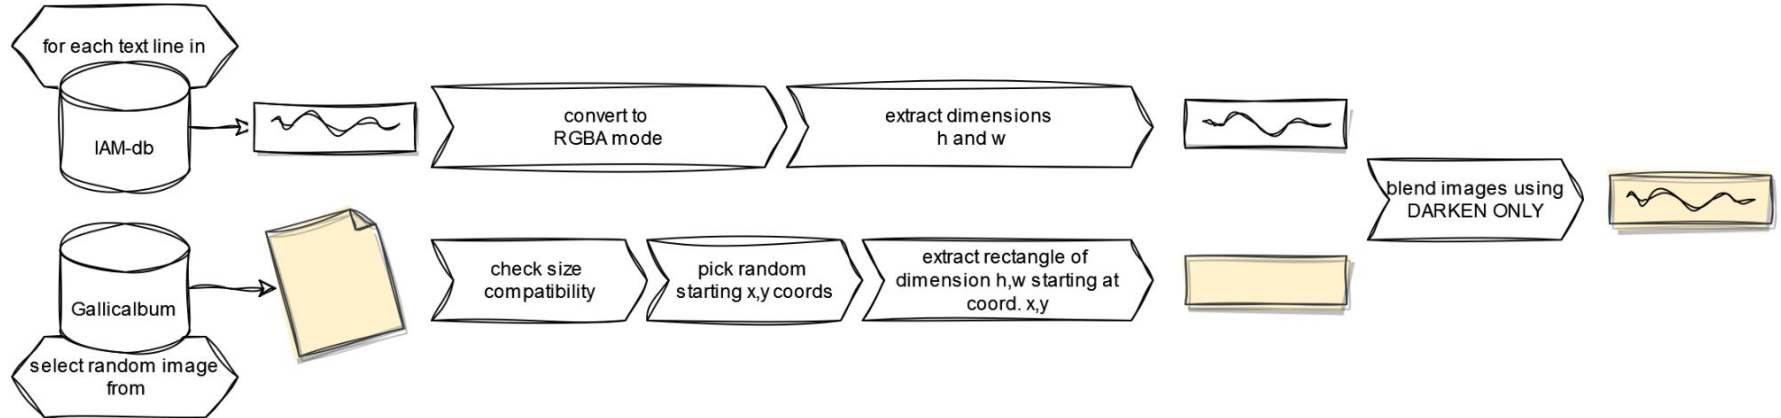 for each text line in
IAM-db
convert to
RGBA mode
extract dimensions
h and w
blend images using
DARKEN ONLY
Gallicalbum
select random image
from
check size
compatibility
pick random
starting x,y coords
extract rectangle of
dimension h,w starting at
coord. x,y